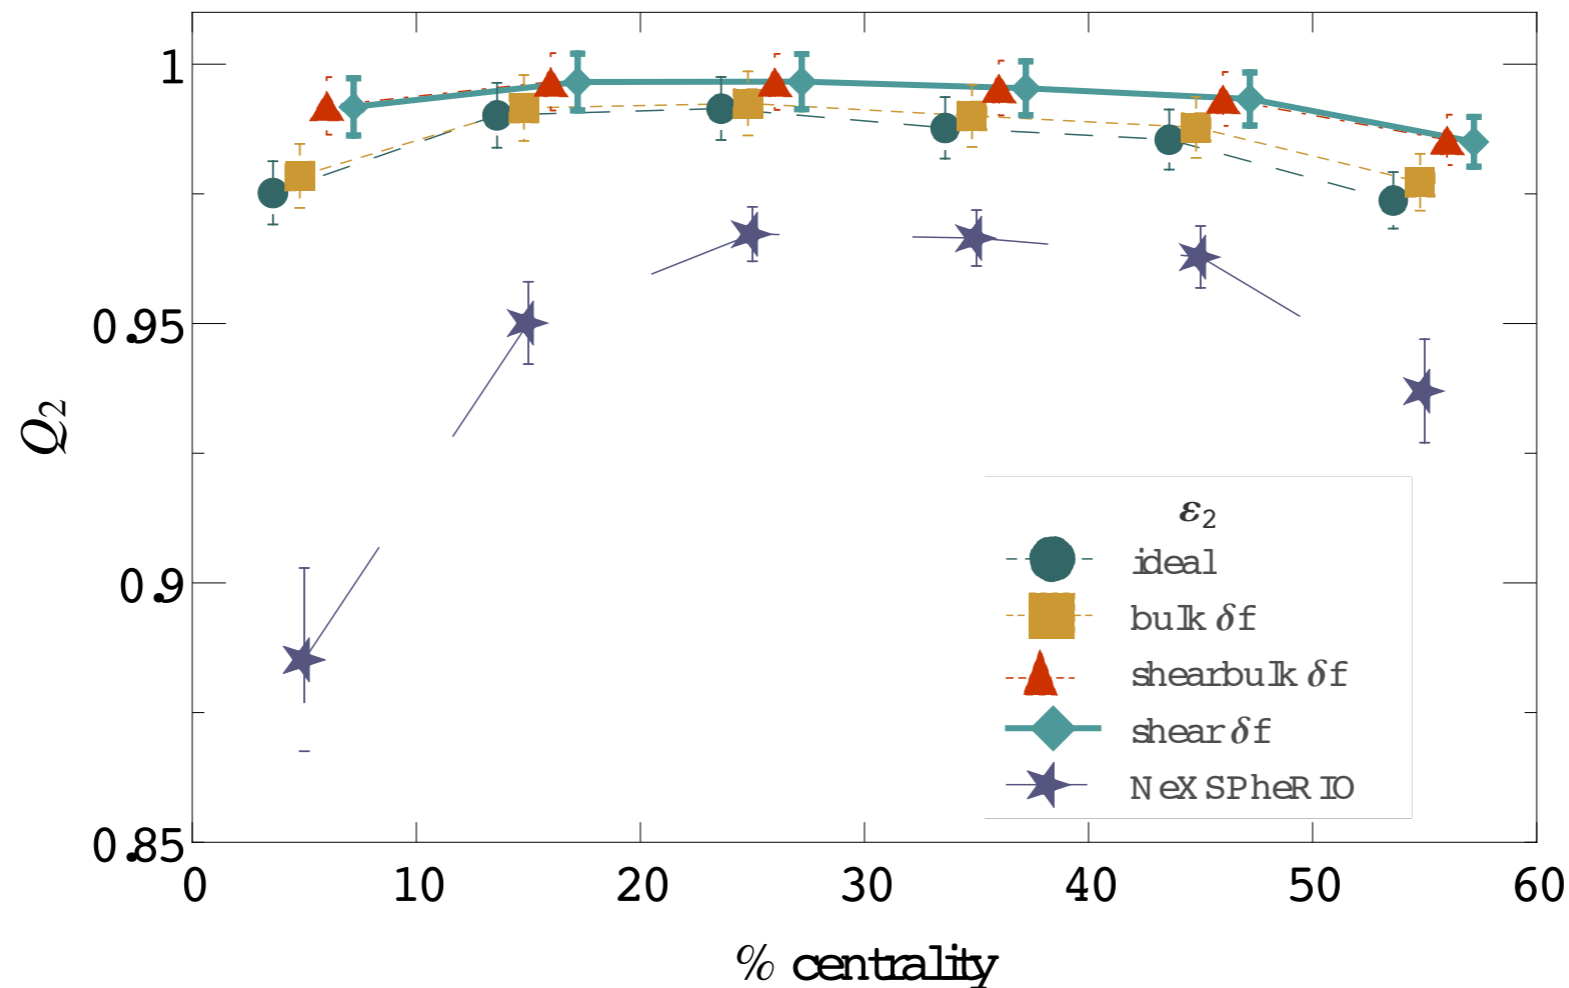 1
0.95
0.9
0.85
Q2
0 10 20 30 40 50 60
% centrality
ε2
ideal
bulk δf
shearbulk δf
shear δf
NeXSPheRIO